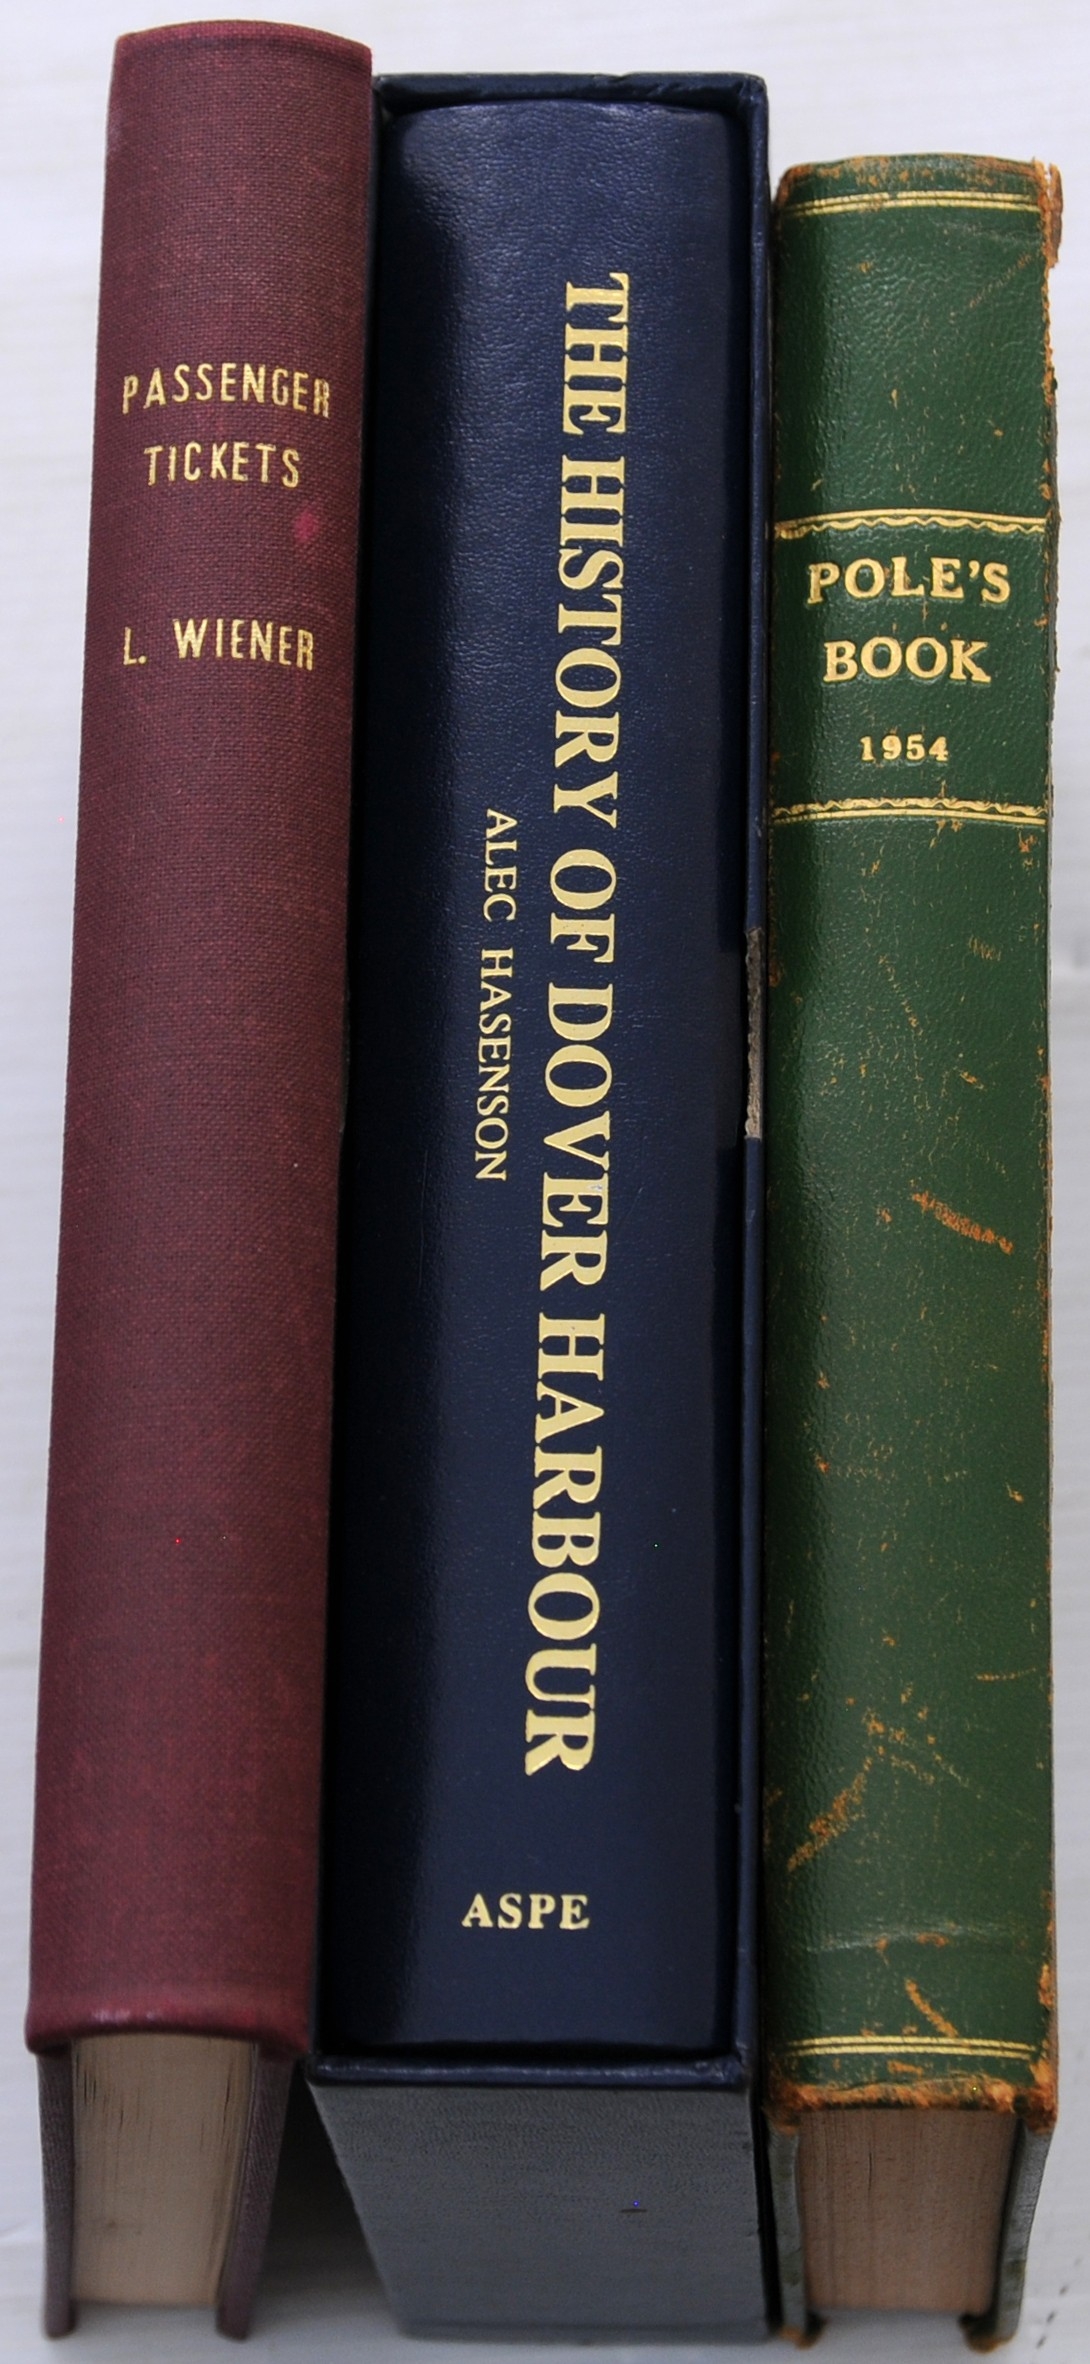 PASSENGER
TICKETS
L. WIENER
THE HISTORY OF DOVER HARBOUR
ALEC HASENSON
ASPE
POLE'S
BOOK
1954